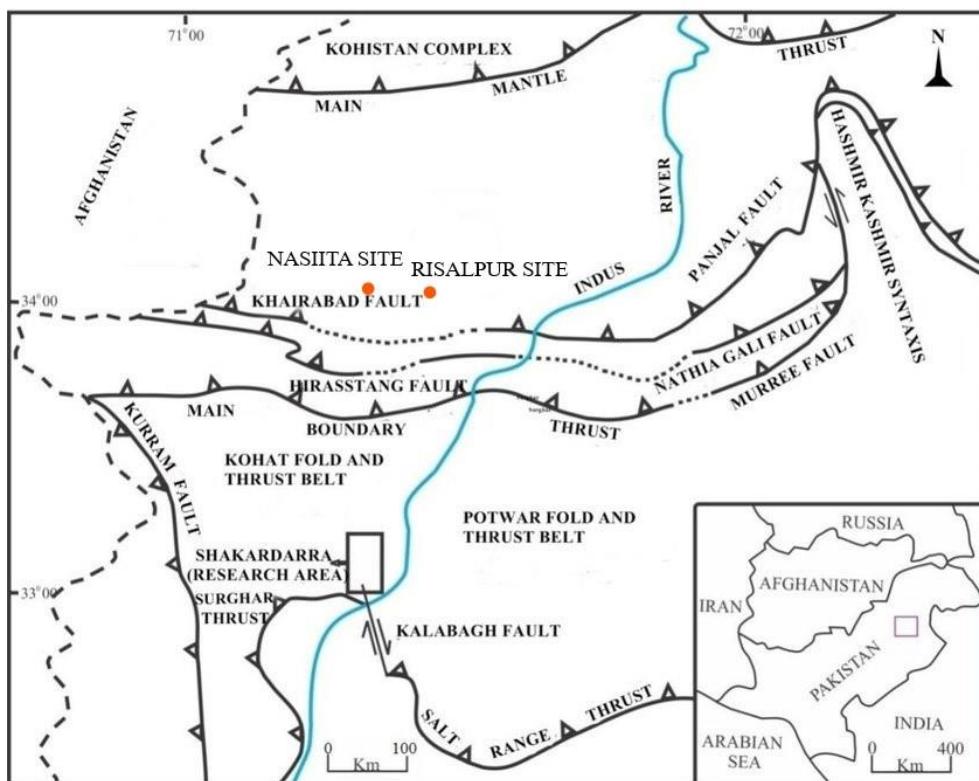 71°00
72°00
KOHISTAN COMPLEX
THRUST
N
MANTLE
MAIN
AFGHANISTAN
HASHMIR KASHMIR SYNTAXIS
RIVER
PANJAL FAULT
NASIITA SITE
RISALPUR SITE
INDUS
34°00
KHAIRABAD FAULT
NATHIA GALI FAULT
HIRASSTANG FAULT
MURREE FAULT
MAIN
BOUNDARY
THRUST
KURRAM FAULT
KOHAT FOLD AND
THRUST BELT
POTWAR FOLD AND
THRUST BELT
SHAKARDARRA
(RESEARCH AREA)
33°00
SURGHAR
THRUST
KALABAGH FAULT
SALT
RANGE
THRUST
0 100
Km
RUSSIA
AFGHANISTAN
IRAN
PAKISTAN
INDIA
ARABIAN
SEA
0 400
Km